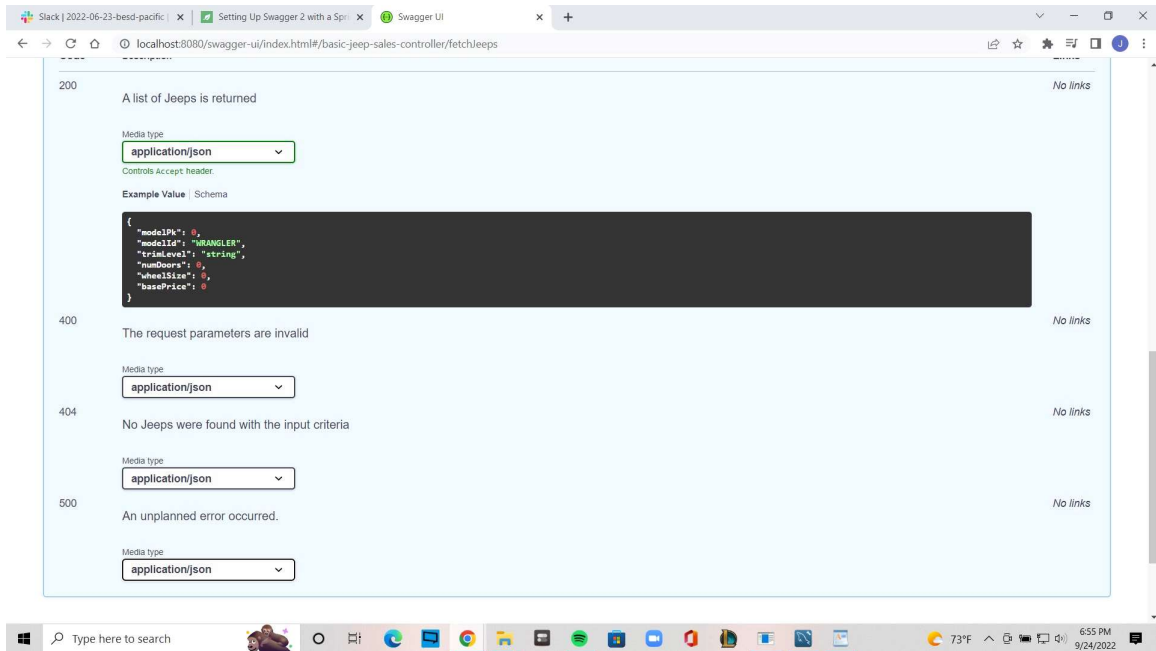 Slack | 2022-06-23-besd-pacific
Setting Up Swagger 2 with a Spri
Swagger UI
localhost:8080/swagger-ui/index.html#/basic-jeep-sales-controller/fetchJeeps
J
200
A list of Jeeps is returned
No links
Media type
application/json
Controls Accept header.
Example Value
Schema
{
"modelPk": 0,
"modelId": "WRANGLER",
"trimLevel": "string",
"numDoors": 0,
"wheelSize": 0,
"basePrice": 0
}
400
The request parameters are invalid
No links
Media type
application/json
404
No Jeeps were found with the input criteria
No links
Media type
application/json
500
An unplanned error occurred.
No links
Media type
application/json
Type here to search
73°F
6:55 PM
9/24/2022